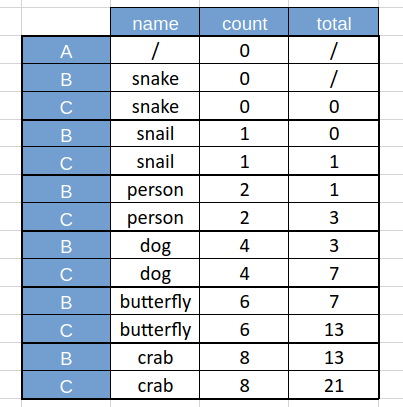 name count total
A / 0 /
B snake 0 /
C snake 0 0
B snail 1 0
C snail 1 1
B person 2 1
C person 2 3
B dog 4 3
C dog 4 7
B butterfly 6 7
C butterfly 6 13
B crab 8 13
C crab 8 21